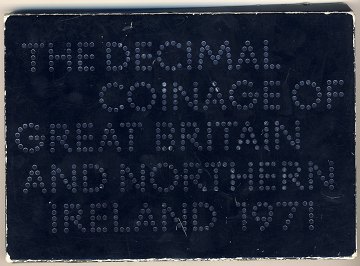 THE DECIMAL
COINAGE OF
GREAT BRITAIN
AND NORTHERN
IRELAND 1971